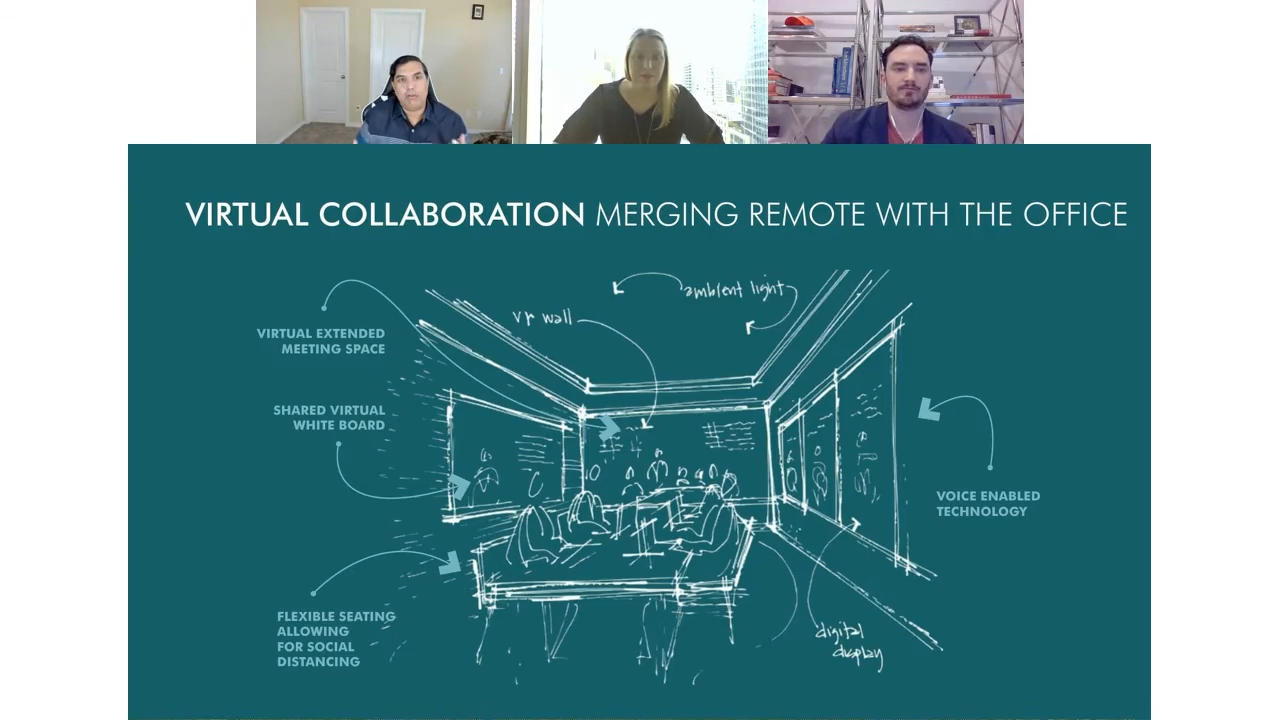 VIRTUAL COLLABORATION MERGING REMOTE WITH THE OFFICE
ambient light
vr wall
VIRTUAL EXTENDED
MEETING SPACE
SHARED VIRTUAL
WHITE BOARD
VOICE ENABLED
TECHNOLOGY
FLEXIBLE SEATING
ALLOWING
FOR SOCIAL
DISTANCING
digital
display